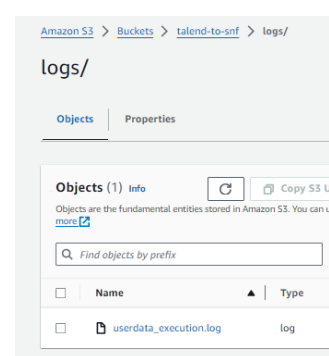 Amazon S3 > Buckets > talend-to-snf > logs/
logs/
Objects Properties
Objects (1) Info Copy S3 U
Objects are the fundamental entities stored in Amazon S3. You can u
more
Find objects by prefix
Name Type
userdata_execution.log log